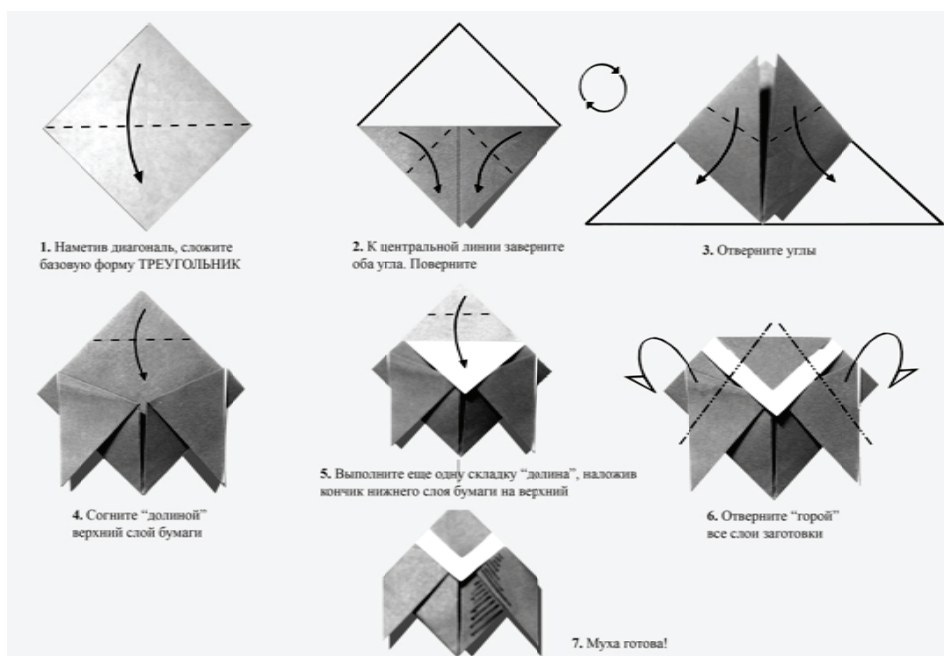 1. Наметив диагональ, сложите
базовую форму ТРЕУГОЛЬНИК
2. К центральной линии заверните
оба угла. Поверните
3. Отверните углы
4. Согните “долиной”
верхний слой бумаги
5. Выполните еще одну складку “долина”, наложив
кончик нижнего слоя бумаги на верхний
6. Отверните “горой”
все слои заготовки
7. Муха готова!